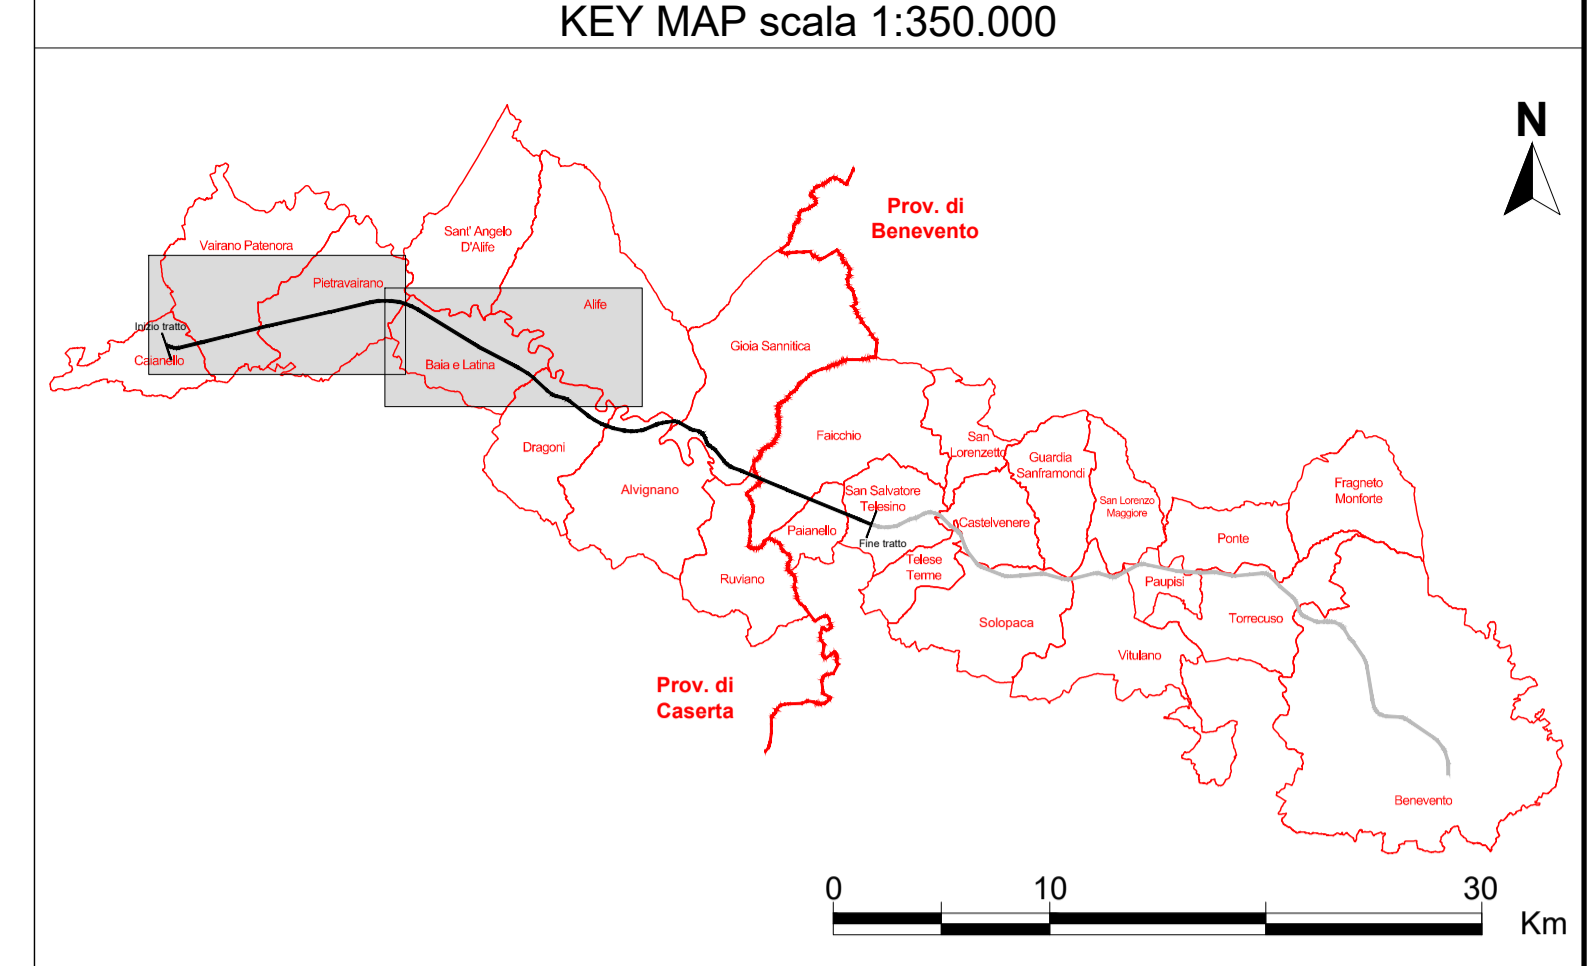 KEY MAP scala 1:350.000
N
Prov. di
Benevento
Sant' Angelo
D'Alife
Vairano Patenora
Pietravairano
Alife
Inizio tratto
Caianello
Gioia Sannitica
Baia e Latina
Faicchio
San
Lorenzetto
Dragoni
Guardia
Sanframondi
Alvignano
San Salvatore
Telesino
San Lorenzo
Maggiore
Fragneto
Monforte
Paianello
Castelvenere
Fine tratto
Ponte
Telese
Terme
Ruviano
Paupisi
Solopaca
Torrecuso
Vitulano
Prov. di
Caserta
Benevento
0 10 30
Km